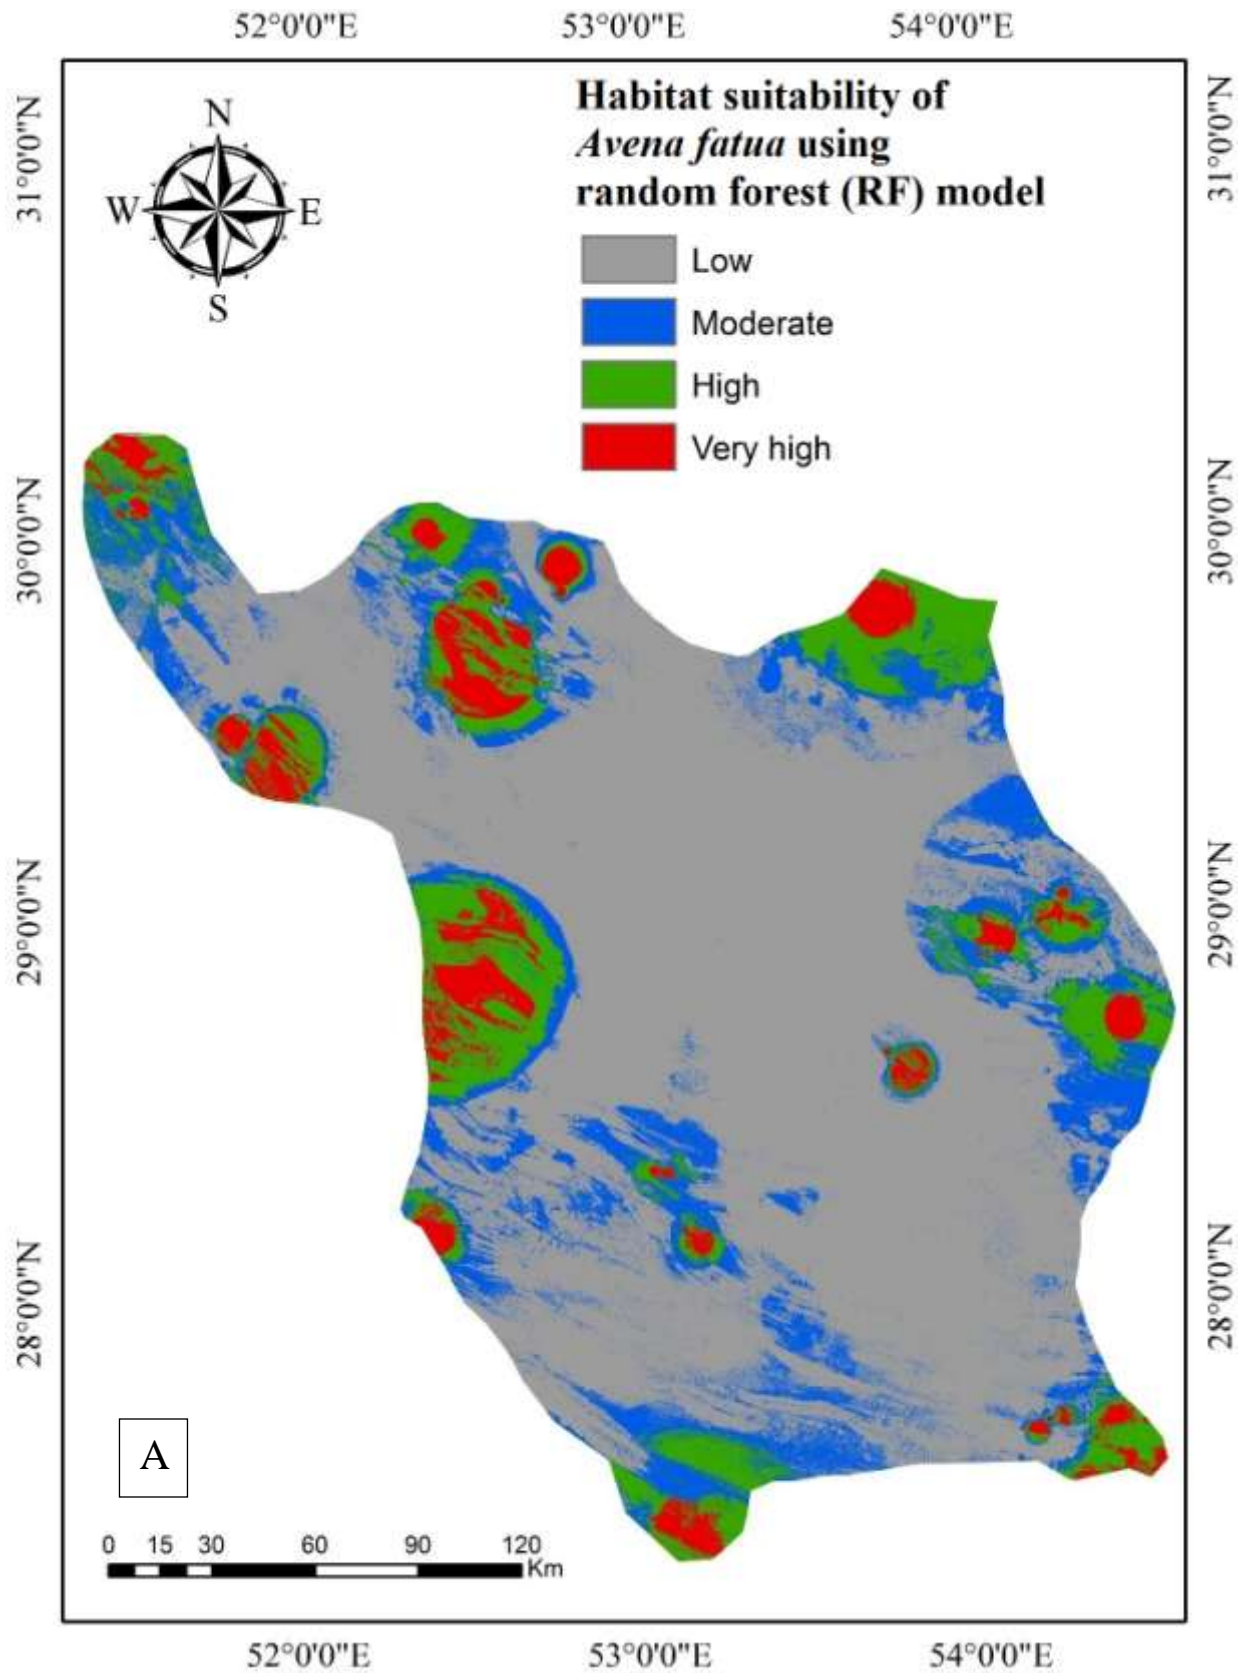 52°0'0"E 53°0'0"E 54°0'0"E
31°0'0"N
31°0'0"N
N
W E
S
Habitat suitability of
Avena fatua using
random forest (RF) model
Low
Moderate
High
Very high
30°0'0"N
30°0'0"N
29°0'0"N
29°0'0"N
28°0'0"N
28°0'0"N
A
0 15 30 60 90 120
Km
52°0'0"E 53°0'0"E 54°0'0"E